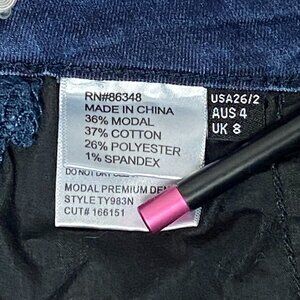 RN#86348
MADE IN CHINA
36% MODAL
37% COTTON
26% POLYESTER
1% SPANDEX
DO NOT DRY
MODAL PREMIUM DEN
STYLE TY983N
CUT# 166151
USA26/2
AUS 4
UK 8